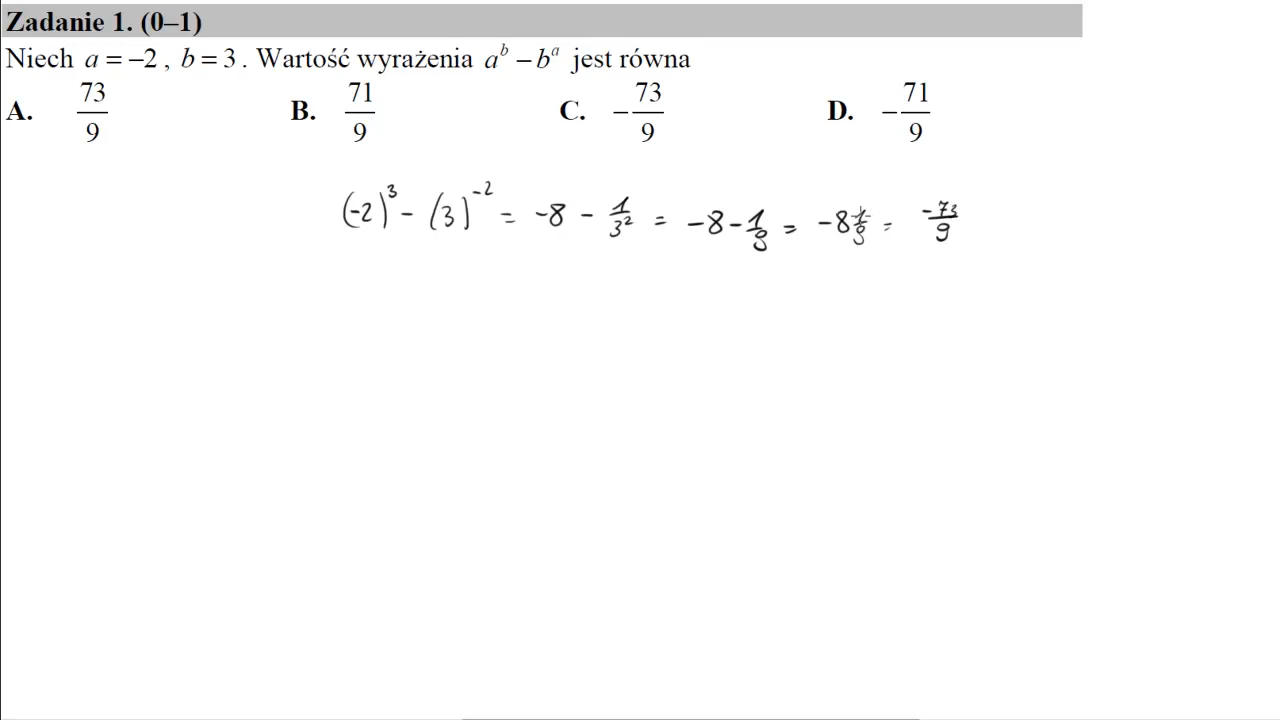 Zadanie 1. (0–1)
Niech a = −2 , b = 3 . Wartość wyrażenia a^b − b^a jest równa
A. 73/9 B. 71/9 C. −73/9 D. −71/9
(-2)^3 - (3)^-2 = -8 - 1/3^2 = -8 - 1/9 = -8 1/9 = -73/9